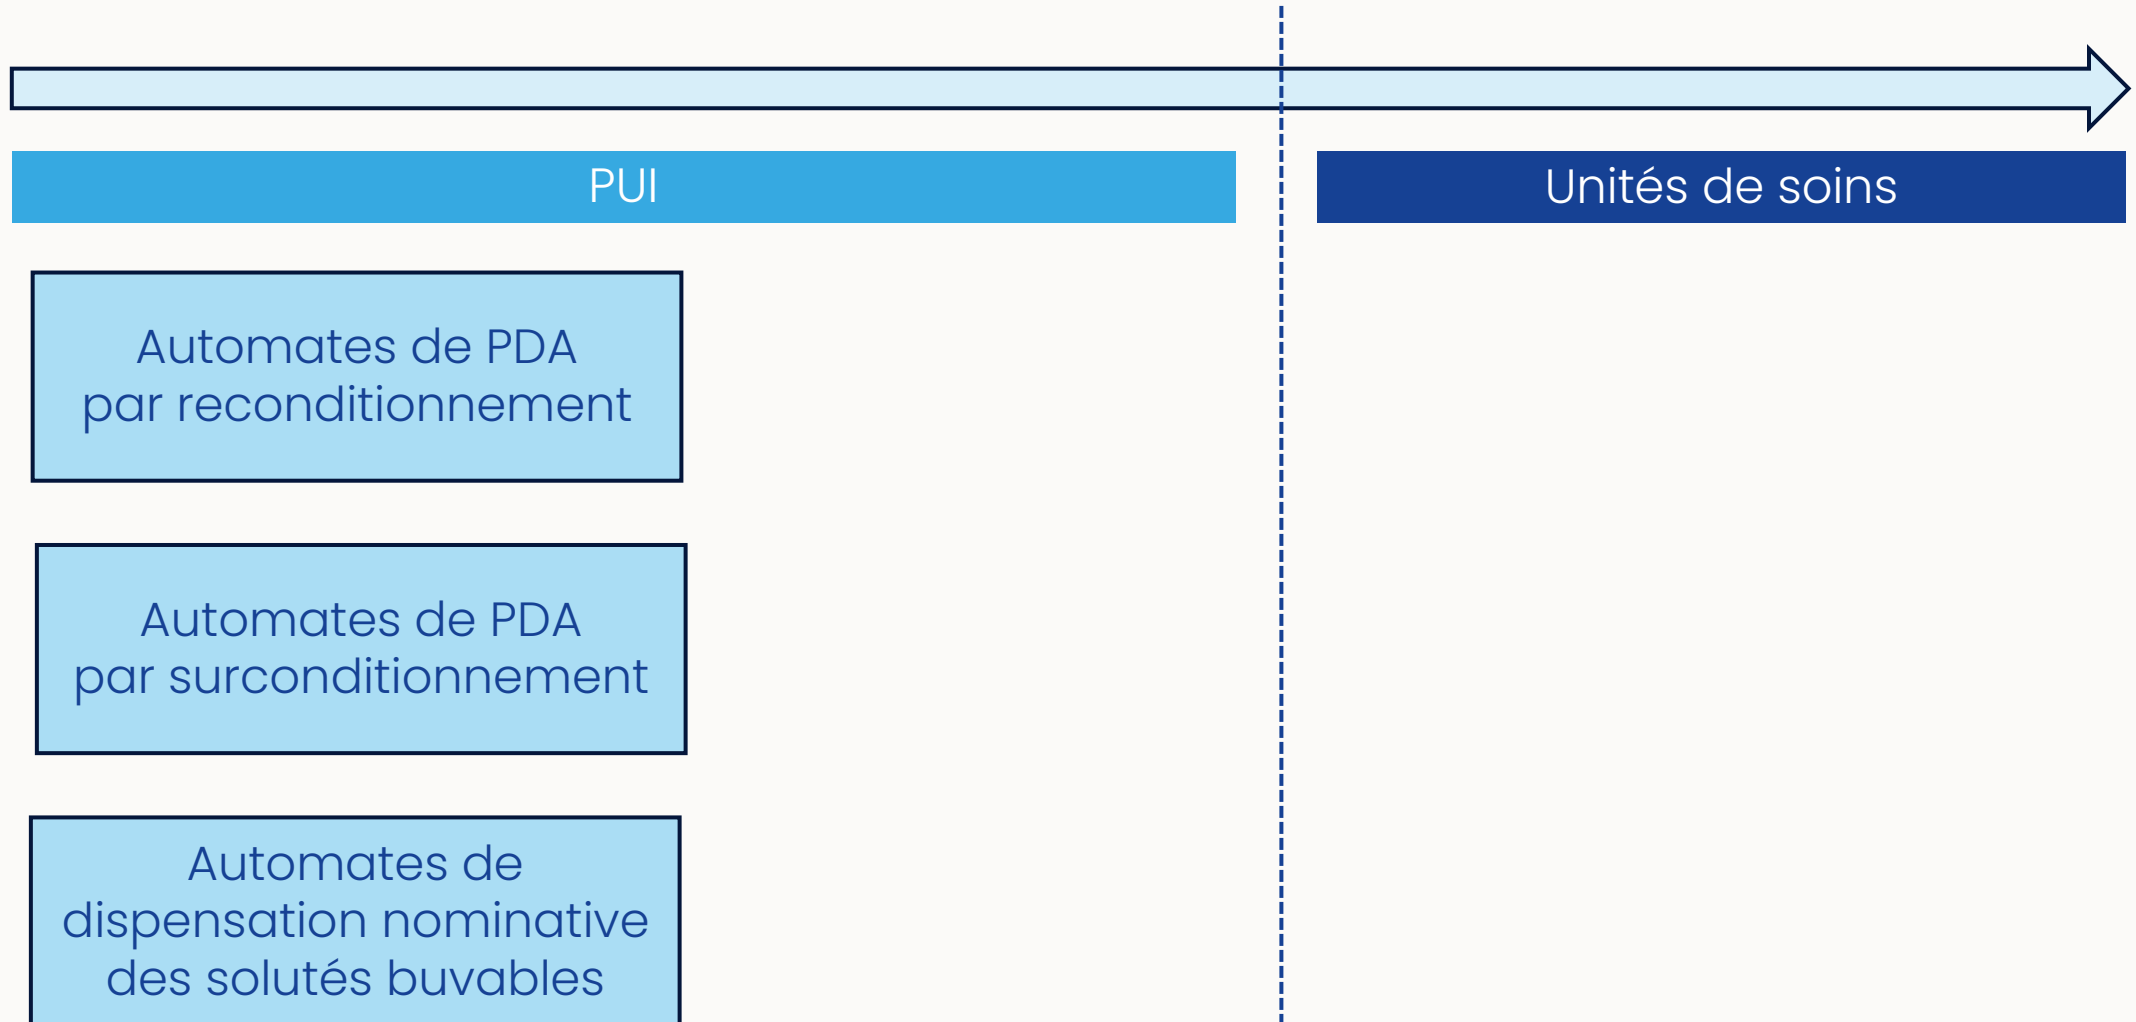 PUI
Unités de soins
Automates de PDA
par reconditionnement
Automates de PDA
par surconditionnement
Automates de
dispensation nominative
des solutés buvables